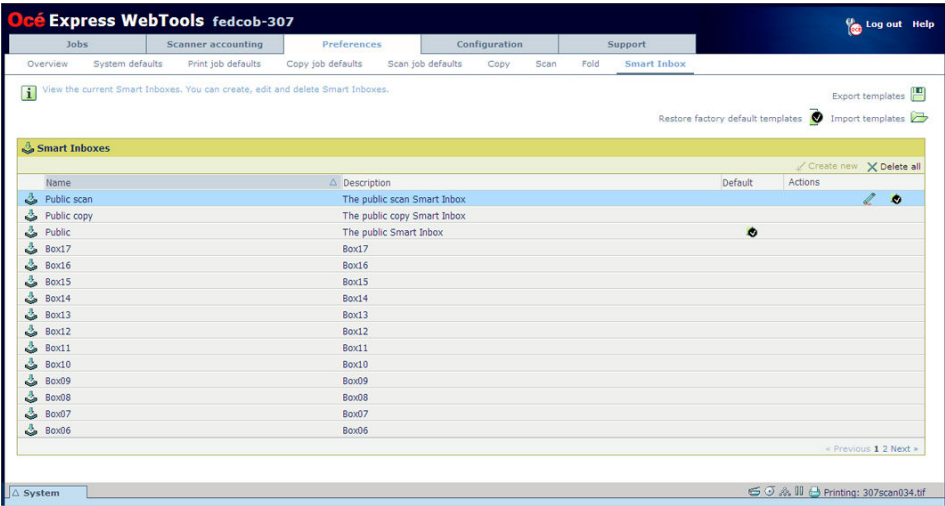 Océ Express WebTools fedcob-307
Log out Help
Jobs Scanner accounting Preferences Configuration Support
Overview System defaults Print job defaults Copy job defaults Scan job defaults Copy Scan Fold Smart Inbox
View the current Smart Inboxes. You can create, edit and delete Smart Inboxes.
Export templates
Restore factory default templates Import templates
Smart Inboxes
Create new Delete all
Name Description Default Actions
Public scan The public scan Smart Inbox
Public copy The public copy Smart Inbox
Public The public Smart Inbox
Box17 Box17
Box16 Box16
Box15 Box15
Box14 Box14
Box13 Box13
Box12 Box12
Box11 Box11
Box10 Box10
Box09 Box09
Box08 Box08
Box07 Box07
Box06 Box06
« Previous 1 2 Next »
System Printing: 307scan034.tif